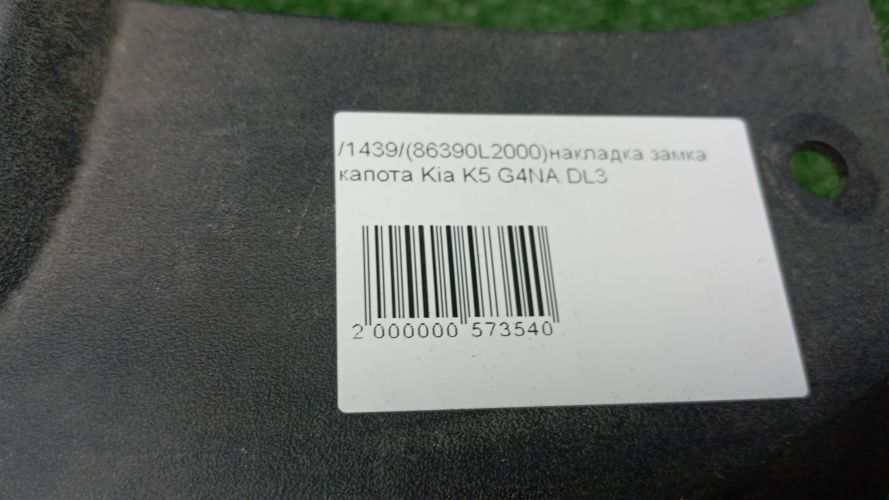 /1439/(86390L2000)накладка замка
капота Kia K5 G4NA DL3
2 000000 573540